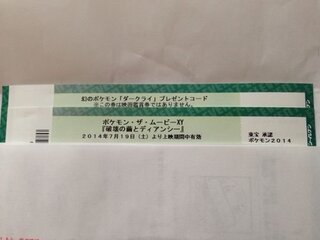 幻のポケモン「ダークライ」プレゼントコード
※この券は映画鑑賞券ではありません。
ポケモン・ザ・ムービーXY
『破壊の繭とディアンシー』
2014年7月19日(土)より上映期間中有効
東宝 承認
ポケモン2014